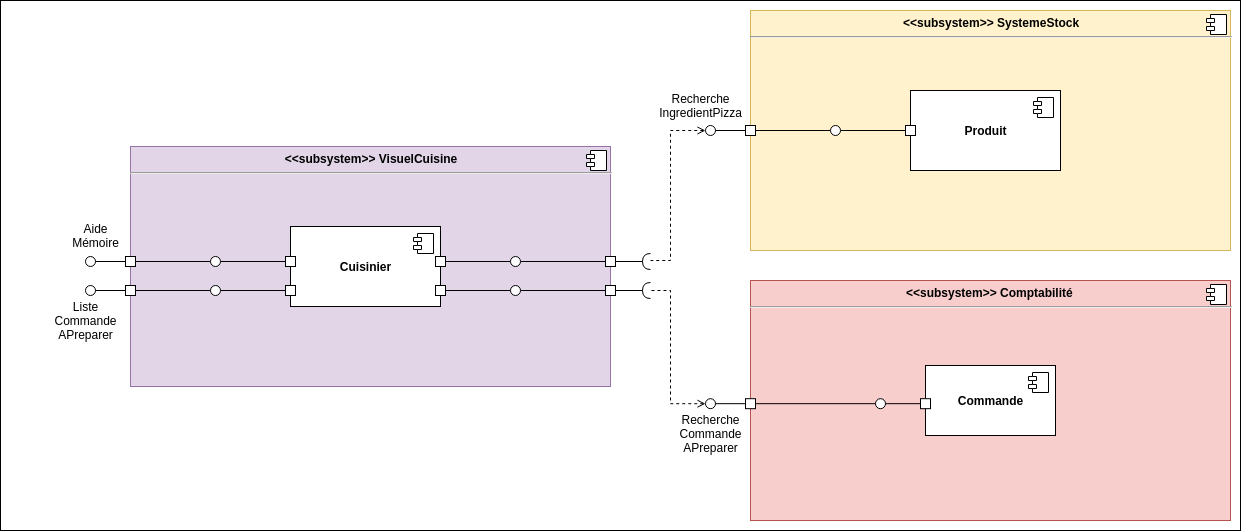 <<subsystem>> SystemeStock
Recherche
IngredientPizza
Produit
<<subsystem>> VisuelCuisine
Aide
Mémoire
Cuisinier
Liste
Commande
APreparer
<<subsystem>> Comptabilité
Commande
Recherche
Commande
APreparer